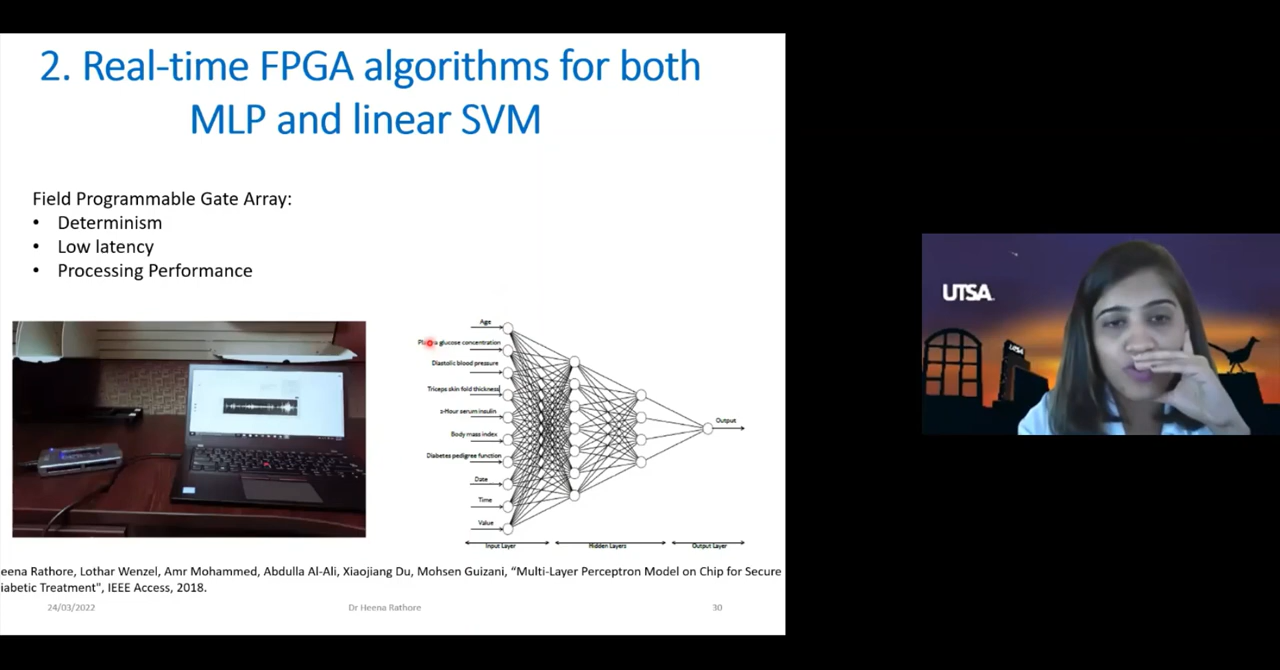 2. Real-time FPGA algorithms for both
MLP and linear SVM
Field Programmable Gate Array:
• Determinism
• Low latency
• Processing Performance
Age
glucose concentration
Diastolic blood pressure
Triceps skin fold thickness
2-Hour serum insulin
Body mass index
Diabetes pedigree function
Date
Time
Value
Output
Input Layer
Hidden Layers
Output Layer
eena Rathore, Lothar Wenzel, Amr Mohammed, Abdulla Al-Ali, Xiaojiang Du, Mohsen Guizani, “Multi-Layer Perceptron Model on Chip for Secure
iabetic Treatment", IEEE Access, 2018.
24/03/2022
Dr Heena Rathore
30
UTSA
UTSA